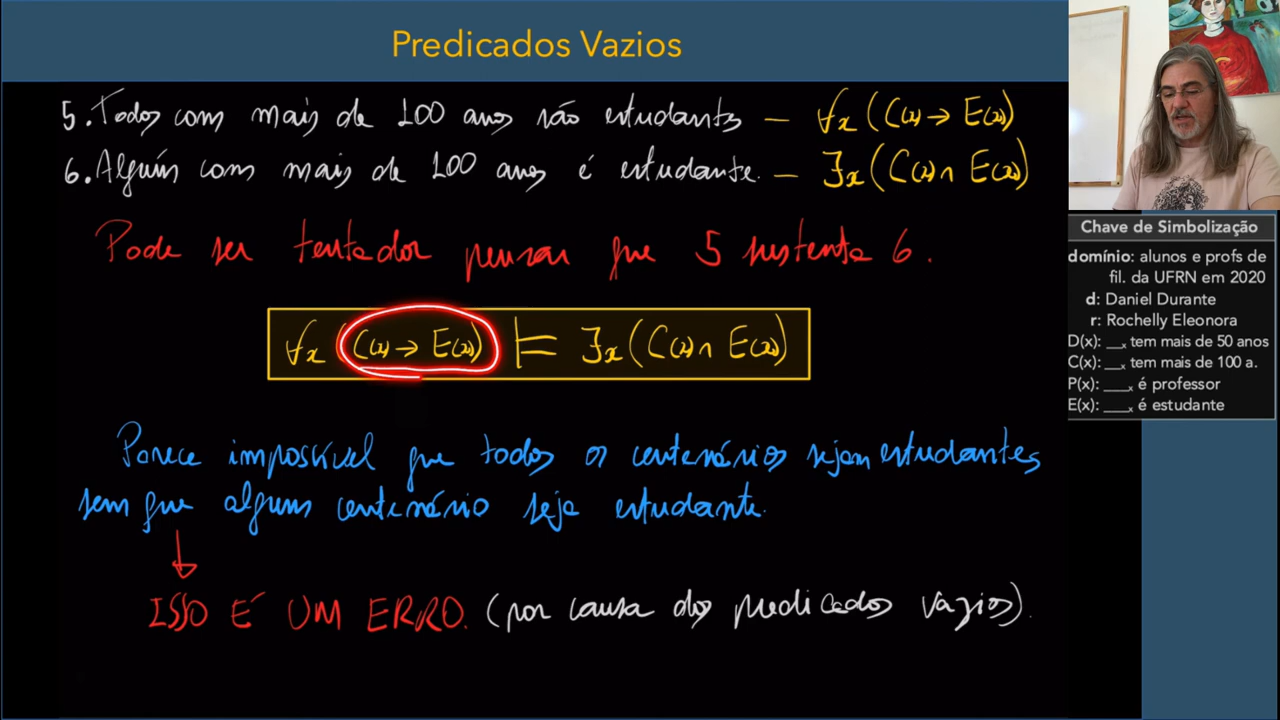 Predicados Vazios
5. Todos com mais de 100 anos são estudantes – ∀x (C(x) → E(x))
6. Alguém com mais de 100 anos é estudante. – ∃x (C(x) ∧ E(x))
Pode ser tentador pensar que 5 sustenta 6.
∀x (C(x) → E(x)) ⊨ ∃x (C(x) ∧ E(x))
Parece impossível que todos os centenários sejam estudantes
sem que algum centenário seja estudante.
↓
ISSO É UM ERRO. (por causa dos predicados vazios).
Chave de Simbolização
domínio: alunos e profs de
fil. da UFRN em 2020
d: Daniel Durante
r: Rochelly Eleonora
D(x): ___ₓ tem mais de 50 anos
C(x): ___ₓ tem mais de 100 a.
P(x): ____ₓ é professor
E(x): ____ₓ é estudante